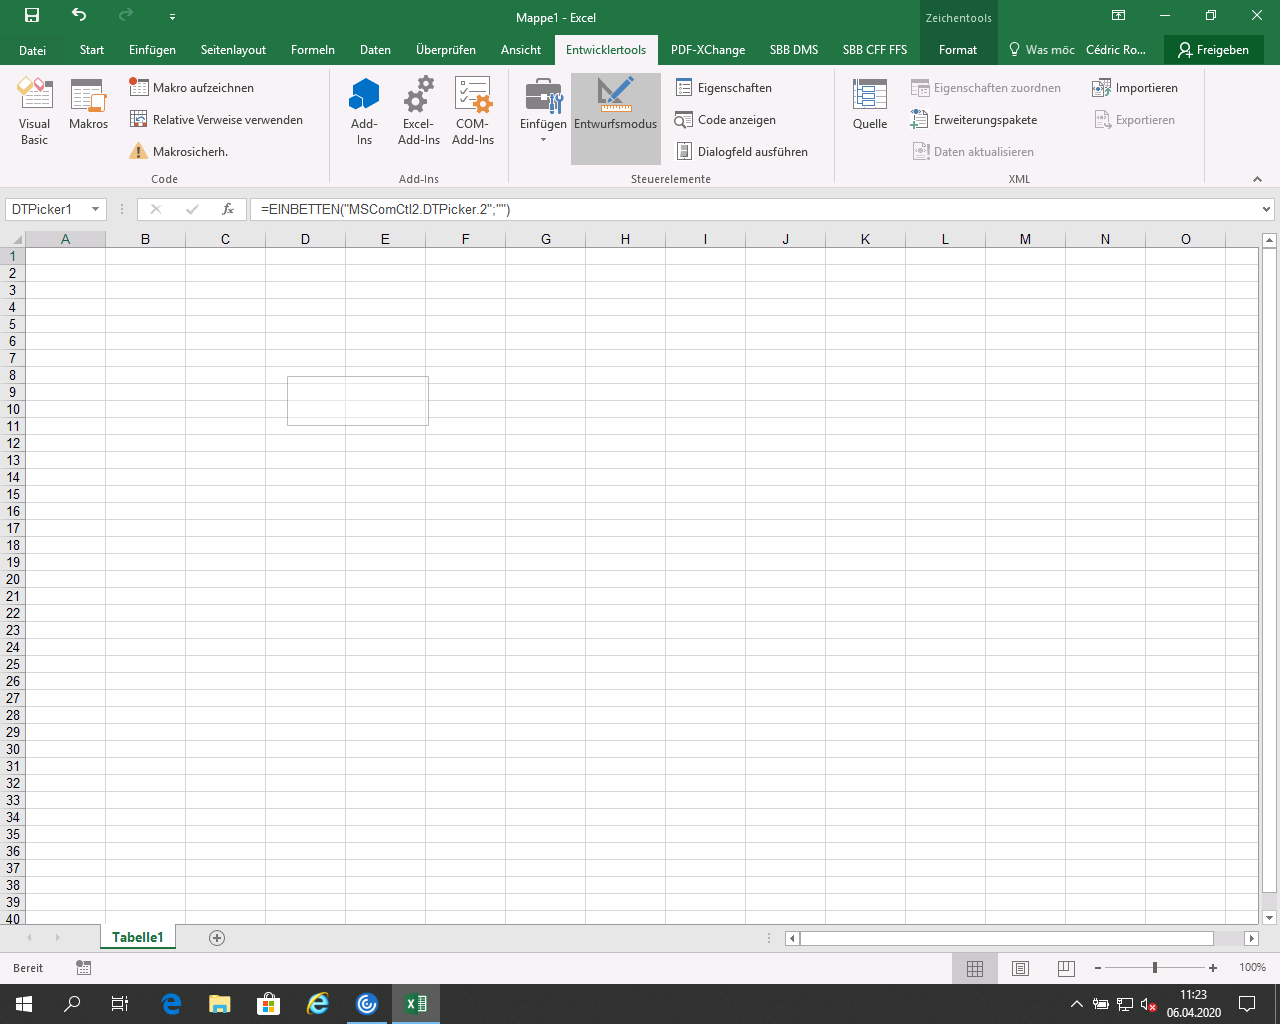 Mappe1 - Excel
Zeichentools
Datei Start Einfügen Seitenlayout Formeln Daten Überprüfen Ansicht Entwicklertools PDF-XChange SBB DMS SBB CFF FFS Format Was möc Cédric Ro... Freigeben
Visual Basic
Makros
Makro aufzeichnen
Relative Verweise verwenden
Makrosicherh.
Code
Add-Ins
Excel-Add-Ins
COM-Add-Ins
Add-Ins
Einfügen
Entwurfsmodus
Eigenschaften
Code anzeigen
Dialogfeld ausführen
Steuerelemente
Quelle
Eigenschaften zuordnen
Erweiterungspakete
Daten aktualisieren
Importieren
Exportieren
XML
DTPicker1
fx
=EINBETTEN("MSComCtl2.DTPicker.2";"")
A B C D E F G H I J K L M N O
1
2
3
4
5
6
7
8
9
10
11
12
13
14
15
16
17
18
19
20
21
22
23
24
25
26
27
28
29
30
31
32
33
34
35
36
37
38
39
40
Tabelle1
Bereit
100%
11:23
06.04.2020